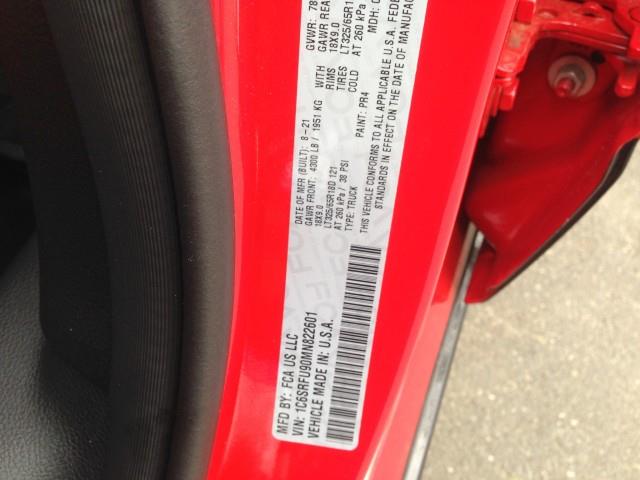 MFD BY: FCA US LLC
DATE OF MFR (BUILT): 8-21
GVWR: 78
GAWR FRONT: 4300 LB / 1951 KG WITH
GAWR REA
18X9.0 RIMS
18X9.0
LT325/65R18D 121 TIRES
LT325/65R1
AT 260 kPa / 38 PSI COLD
AT 260 kPa
VIN: 1C6SRFU90MN822601
TYPE: TRUCK
PAINT: PR4
MDH:
VEHICLE MADE IN: U.S.A.
THIS VEHICLE CONFORMS TO ALL APPLICABLE U.S.A. FEDE
STANDARDS IN EFFECT ON THE DATE OF MANUFAC